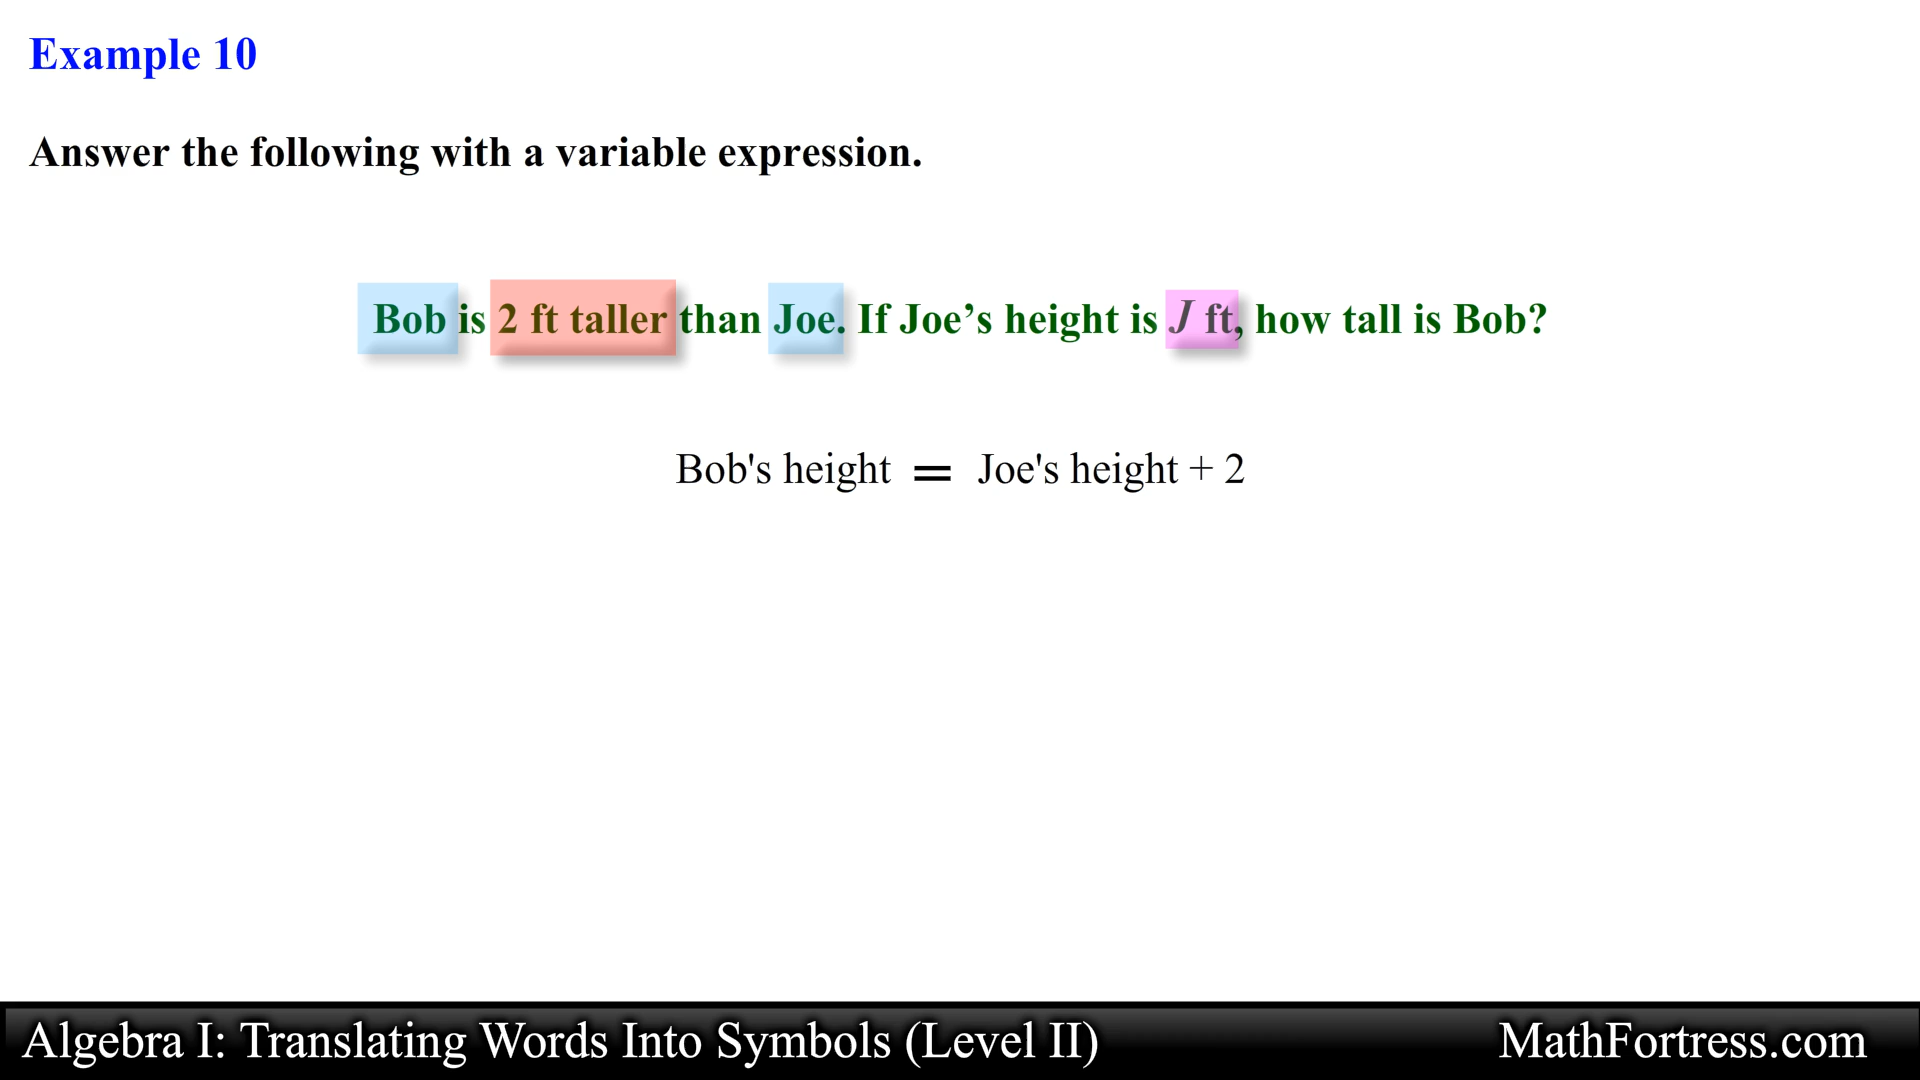 Example 10
Answer the following with a variable expression.
Bob is 2 ft taller than Joe. If Joe’s height is J ft, how tall is Bob?
Bob's height = Joe's height + 2
Algebra I: Translating Words Into Symbols (Level II)
MathFortress.com